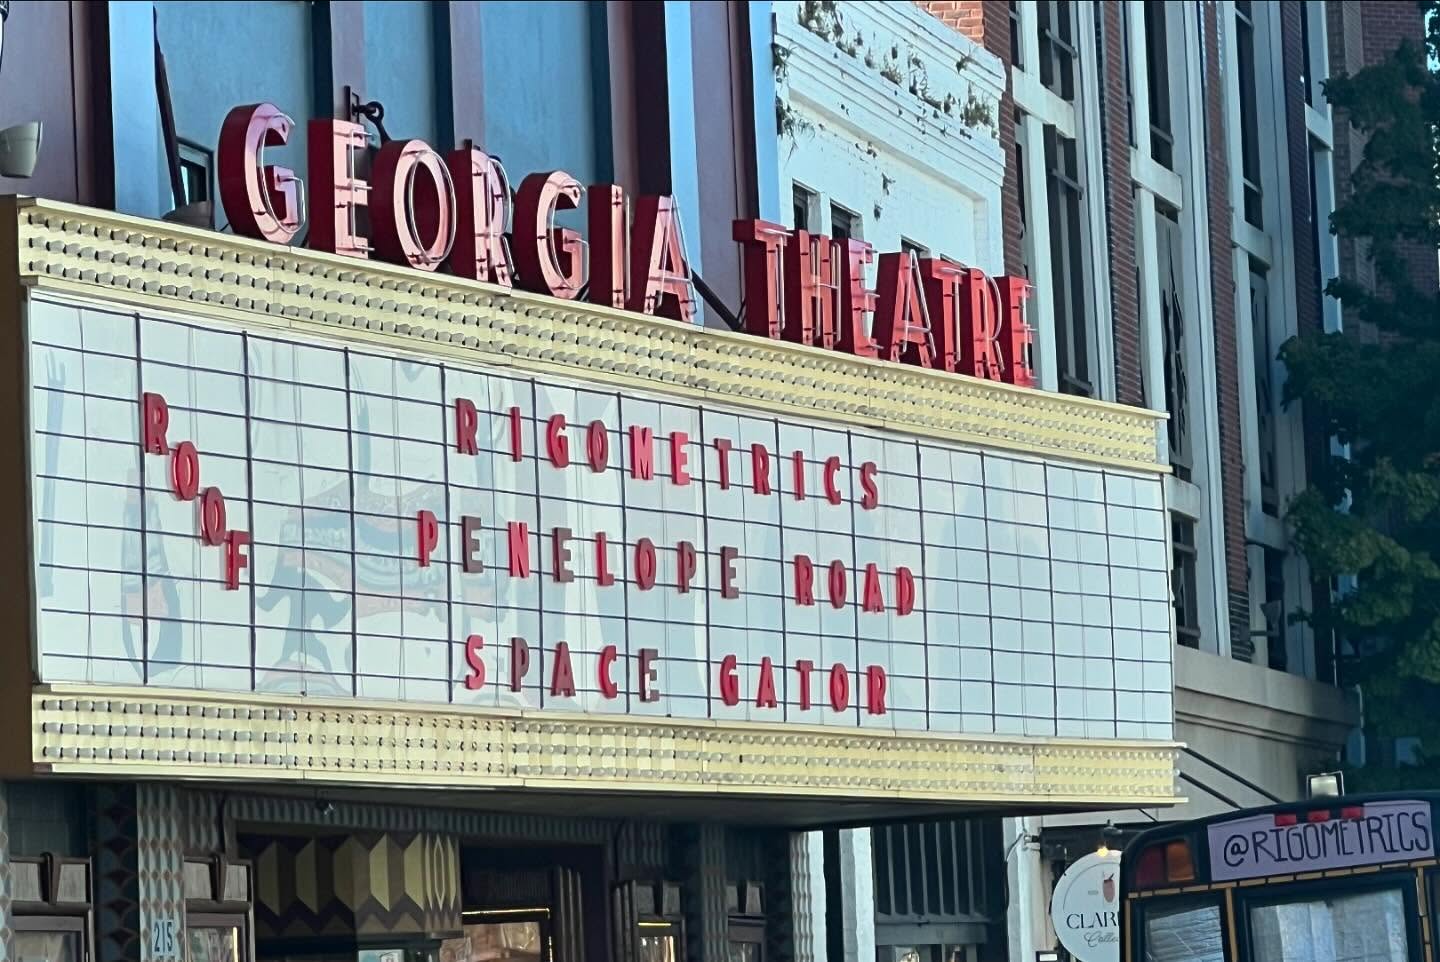 GEORGIA THEATRE
ROOF
RIGOMETRICS
PENELOPE ROAD
SPACE GATOR
@RIGOMETRICS
215